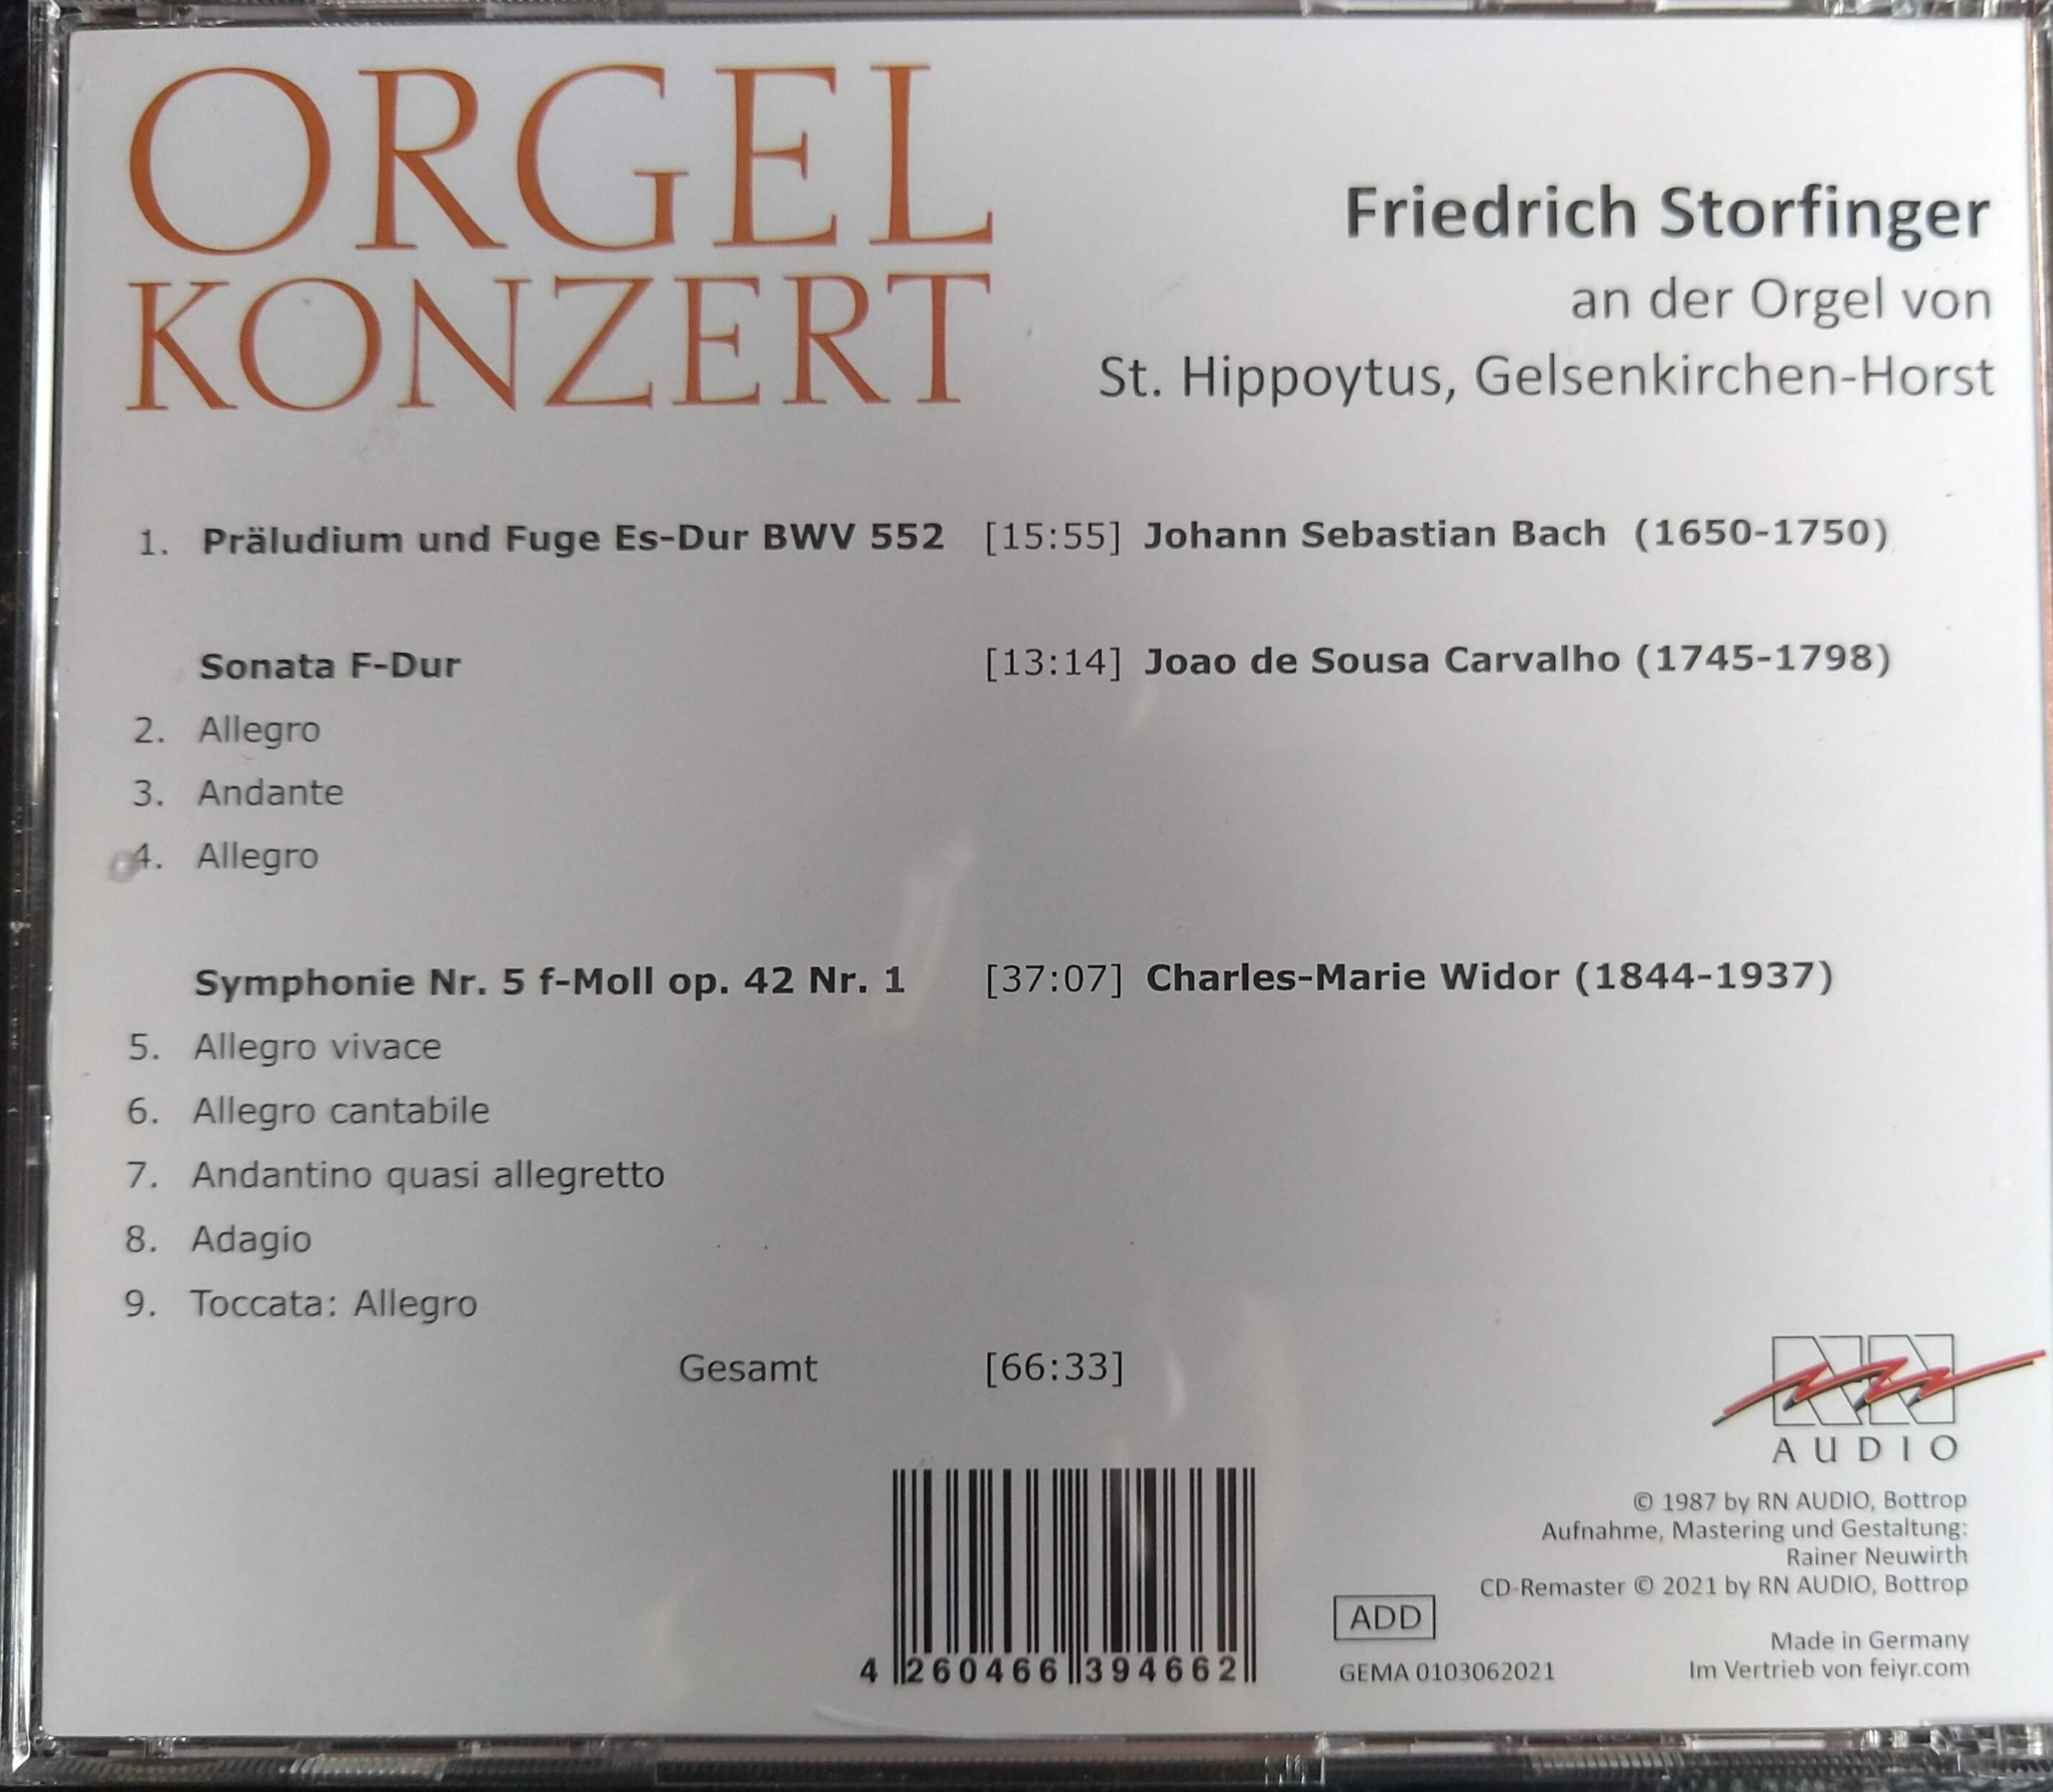 ORGEL
KONZERT
Friedrich Storfinger
an der Orgel von
St. Hippoytus, Gelsenkirchen-Horst
1. Präludium und Fuge Es-Dur BWV 552 [15:55] Johann Sebastian Bach (1650-1750)
Sonata F-Dur [13:14] Joao de Sousa Carvalho (1745-1798)
2. Allegro
3. Andante
4. Allegro
Symphonie Nr. 5 f-Moll op. 42 Nr. 1 [37:07] Charles-Marie Widor (1844-1937)
5. Allegro vivace
6. Allegro cantabile
7. Andantino quasi allegretto
8. Adagio
9. Toccata: Allegro
Gesamt [66:33]
RN
AUDIO
© 1987 by RN AUDIO, Bottrop
Aufnahme, Mastering und Gestaltung:
Rainer Neuwirth
CD-Remaster © 2021 by RN AUDIO, Bottrop
ADD
Made in Germany
4 260466 394662
GEMA 0103062021
Im Vertrieb von feiyr.com